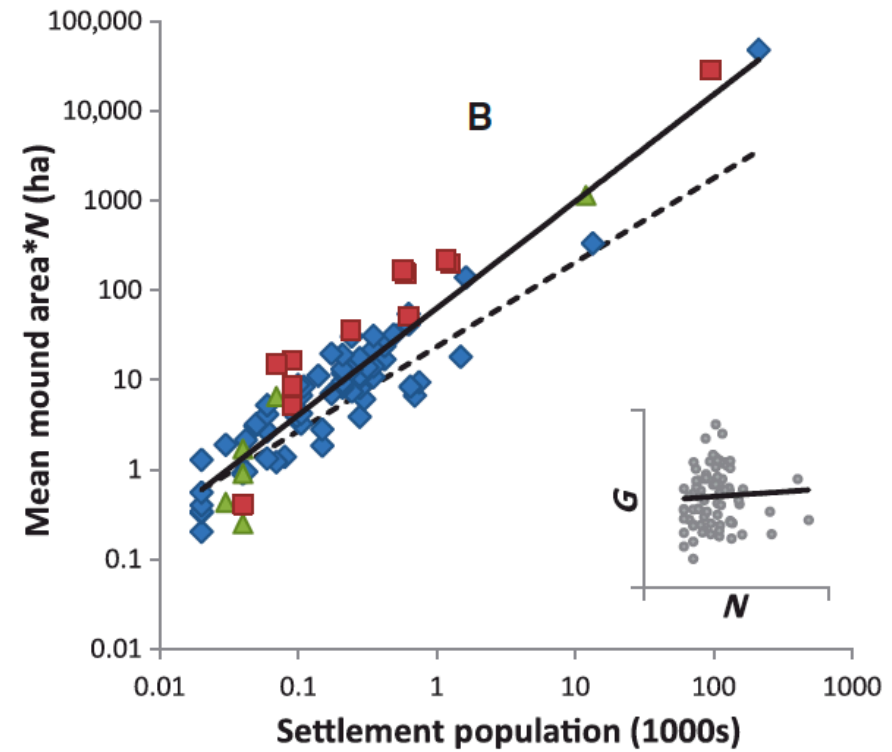 100,000
10,000
1000
100
10
1
0.1
0.01
Mean mound area*N (ha)
B
G
N
0.01 0.1 1 10 100 1000
Settlement population (1000s)